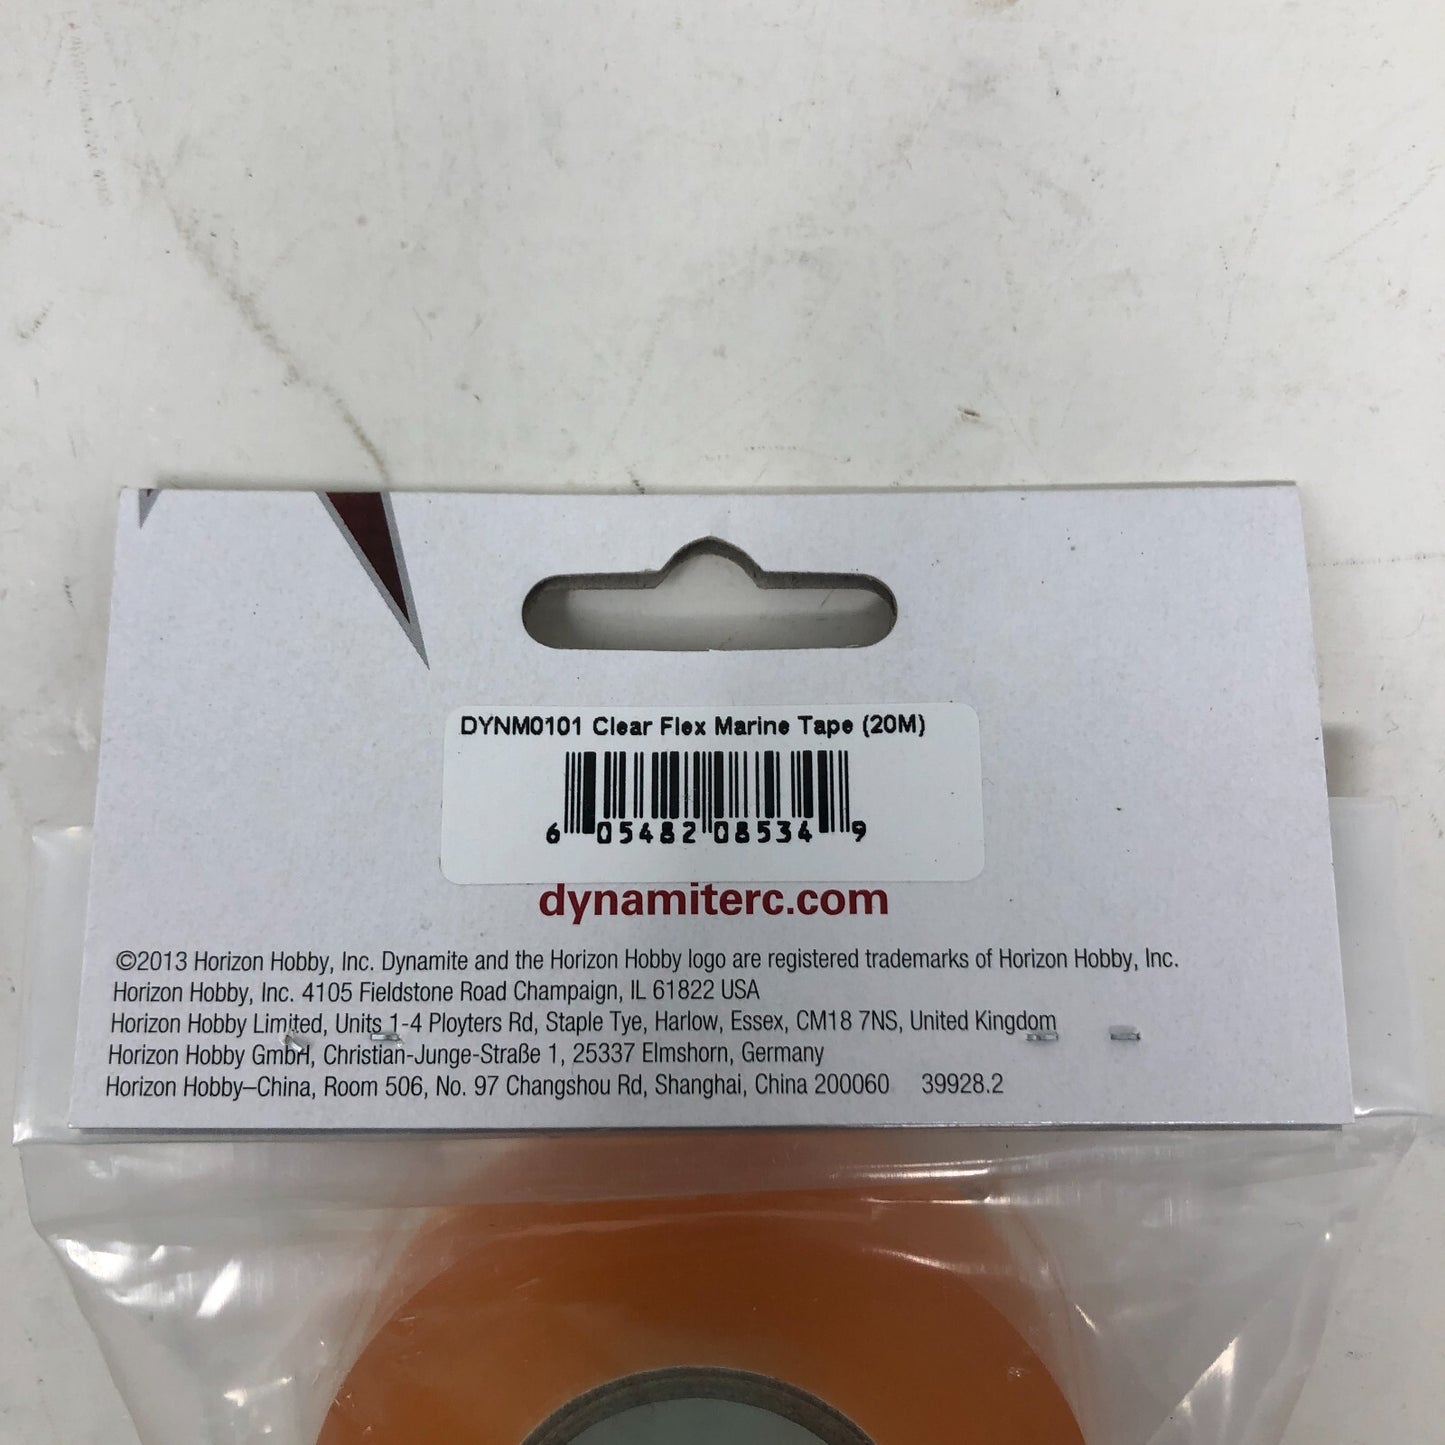 DYNM0101 Clear Flex Marine Tape (20M)
6 05482 08534 9
dynamiterc.com
©2013 Horizon Hobby, Inc. Dynamite and the Horizon Hobby logo are registered trademarks of Horizon Hobby, Inc.
Horizon Hobby, Inc. 4105 Fieldstone Road Champaign, IL 61822 USA
Horizon Hobby Limited, Units 1-4 Ployters Rd, Staple Tye, Harlow, Essex, CM18 7NS, United Kingdom
Horizon Hobby GmbH, Christian-Junge-Straße 1, 25337 Elmshorn, Germany
Horizon Hobby–China, Room 506, No. 97 Changshou Rd, Shanghai, China 200060 39928.2